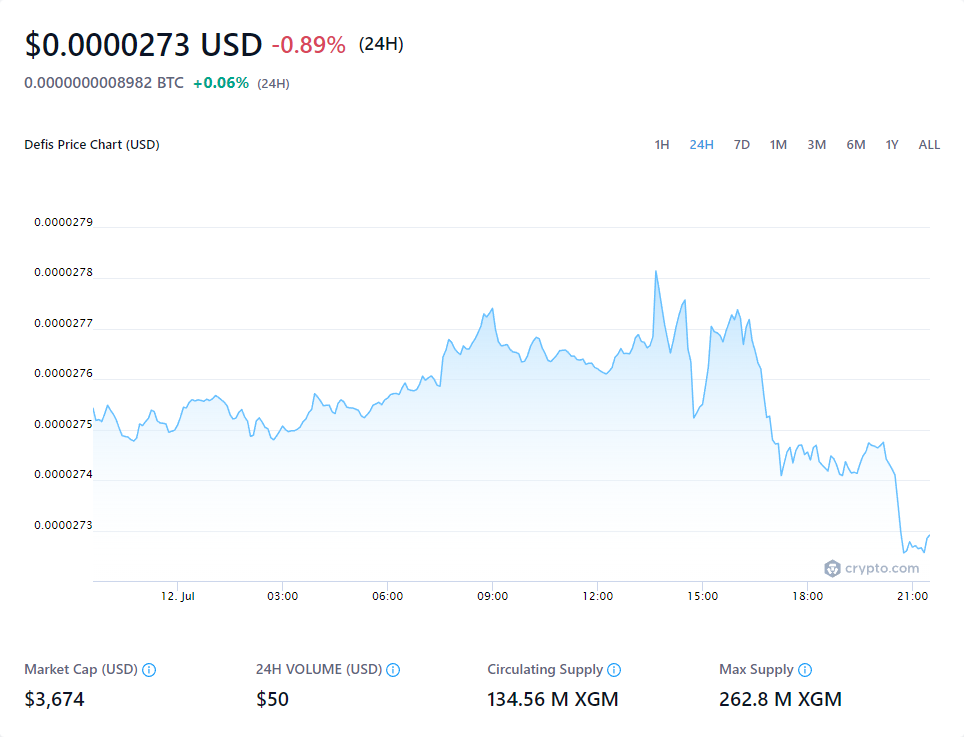 $0.0000273 USD -0.89% (24H)
0.0000000008982 BTC +0.06% (24H)
Defis Price Chart (USD) 1H 24H 7D 1M 3M 6M 1Y ALL
0.0000279
0.0000278
0.0000277
0.0000276
0.0000275
0.0000274
0.0000273
crypto.com
12. Jul 03:00 06:00 09:00 12:00 15:00 18:00 21:00
Market Cap (USD) 24H VOLUME (USD) Circulating Supply Max Supply
$3,674 $50 134.56 M XGM 262.8 M XGM